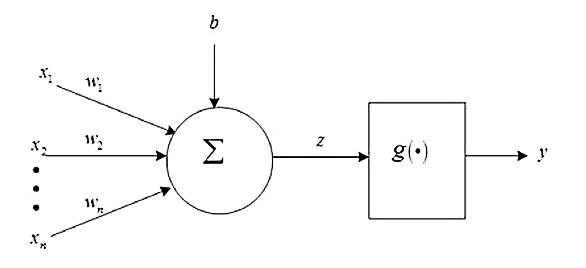 b
x₁ w₁
x₂ w₂ Σ z g(•) y
wₙ
xₙ